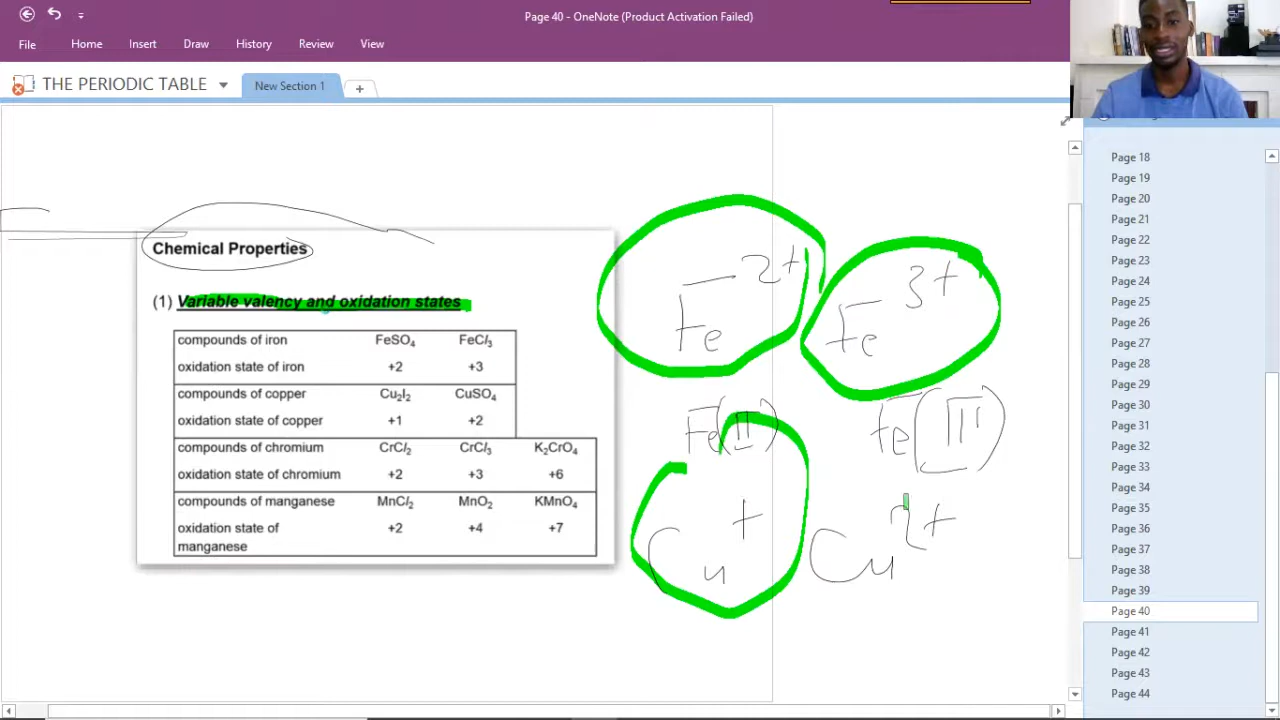 Page 40 - OneNote (Product Activation Failed)
File Home Insert Draw History Review View
THE PERIODIC TABLE
New Section 1
+
Chemical Properties
(1) Variable valency and oxidation states
compounds of iron FeSO4 FeCl3
oxidation state of iron +2 +3
compounds of copper Cu2I2 CuSO4
oxidation state of copper +1 +2
compounds of chromium CrCl2 CrCl3 K2CrO4
oxidation state of chromium +2 +3 +6
compounds of manganese MnCl2 MnO2 KMnO4
oxidation state of +2 +4 +7
manganese
Fe2+ Fe3+
Fe(II) Fe(III)
Cu+ Cu2+
Page 18
Page 19
Page 20
Page 21
Page 22
Page 23
Page 24
Page 25
Page 26
Page 27
Page 28
Page 29
Page 30
Page 31
Page 32
Page 33
Page 34
Page 35
Page 36
Page 37
Page 38
Page 39
Page 40
Page 41
Page 42
Page 43
Page 44